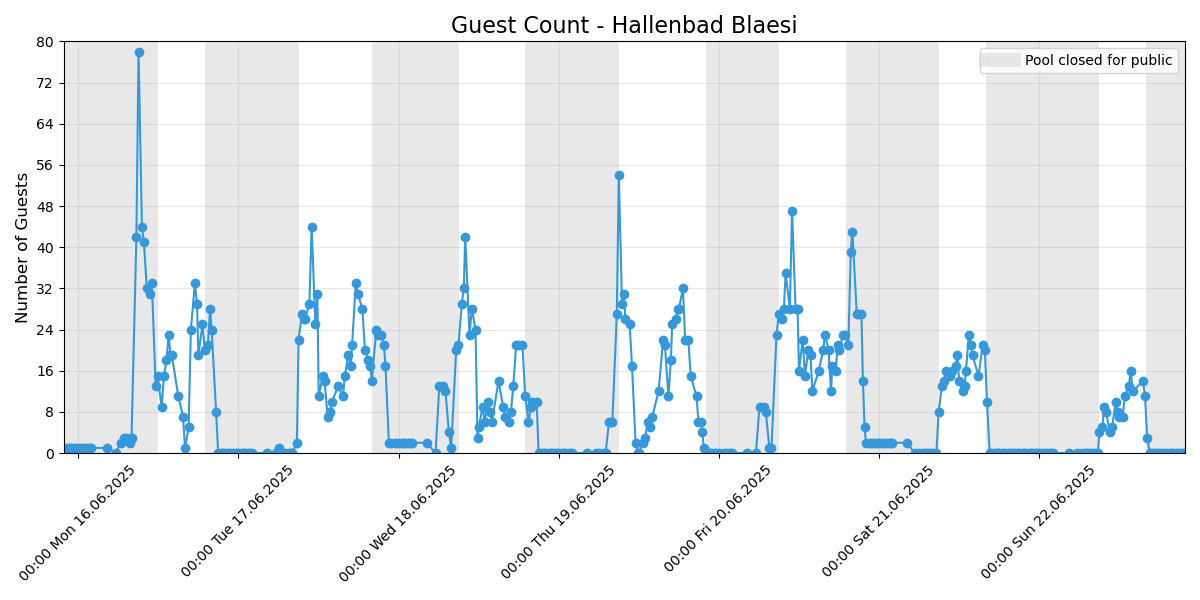 Guest Count - Hallenbad Blaesi
Pool closed for public
Number of Guests
80
72
64
56
48
40
32
24
16
8
0
00:00 Mon 16.06.2025
00:00 Tue 17.06.2025
00:00 Wed 18.06.2025
00:00 Thu 19.06.2025
00:00 Fri 20.06.2025
00:00 Sat 21.06.2025
00:00 Sun 22.06.2025